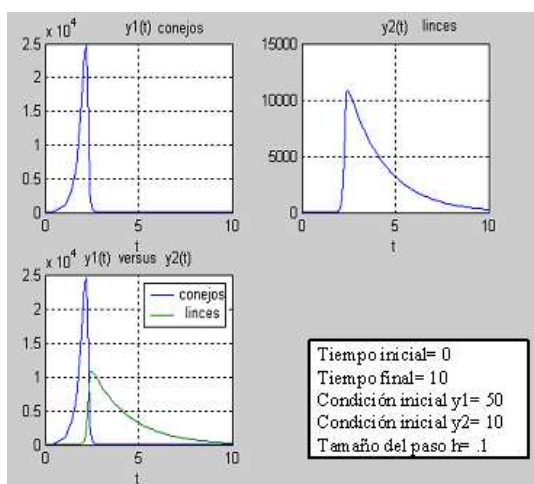 y1(t) conejos
x 10^4
2.5
2
1.5
1
0.5
0
0 5 10
t
y2(t) linces
15000
10000
5000
0
0 5 10
t
x 10^4 y1(t) versus y2(t)
2.5
2
1.5
1
0.5
0
0 5 10
t
conejos
linces
Tiempo inicial= 0
Tiempo final= 10
Condición inicial y1= 50
Condición inicial y2= 10
Tamaño del paso h= .1